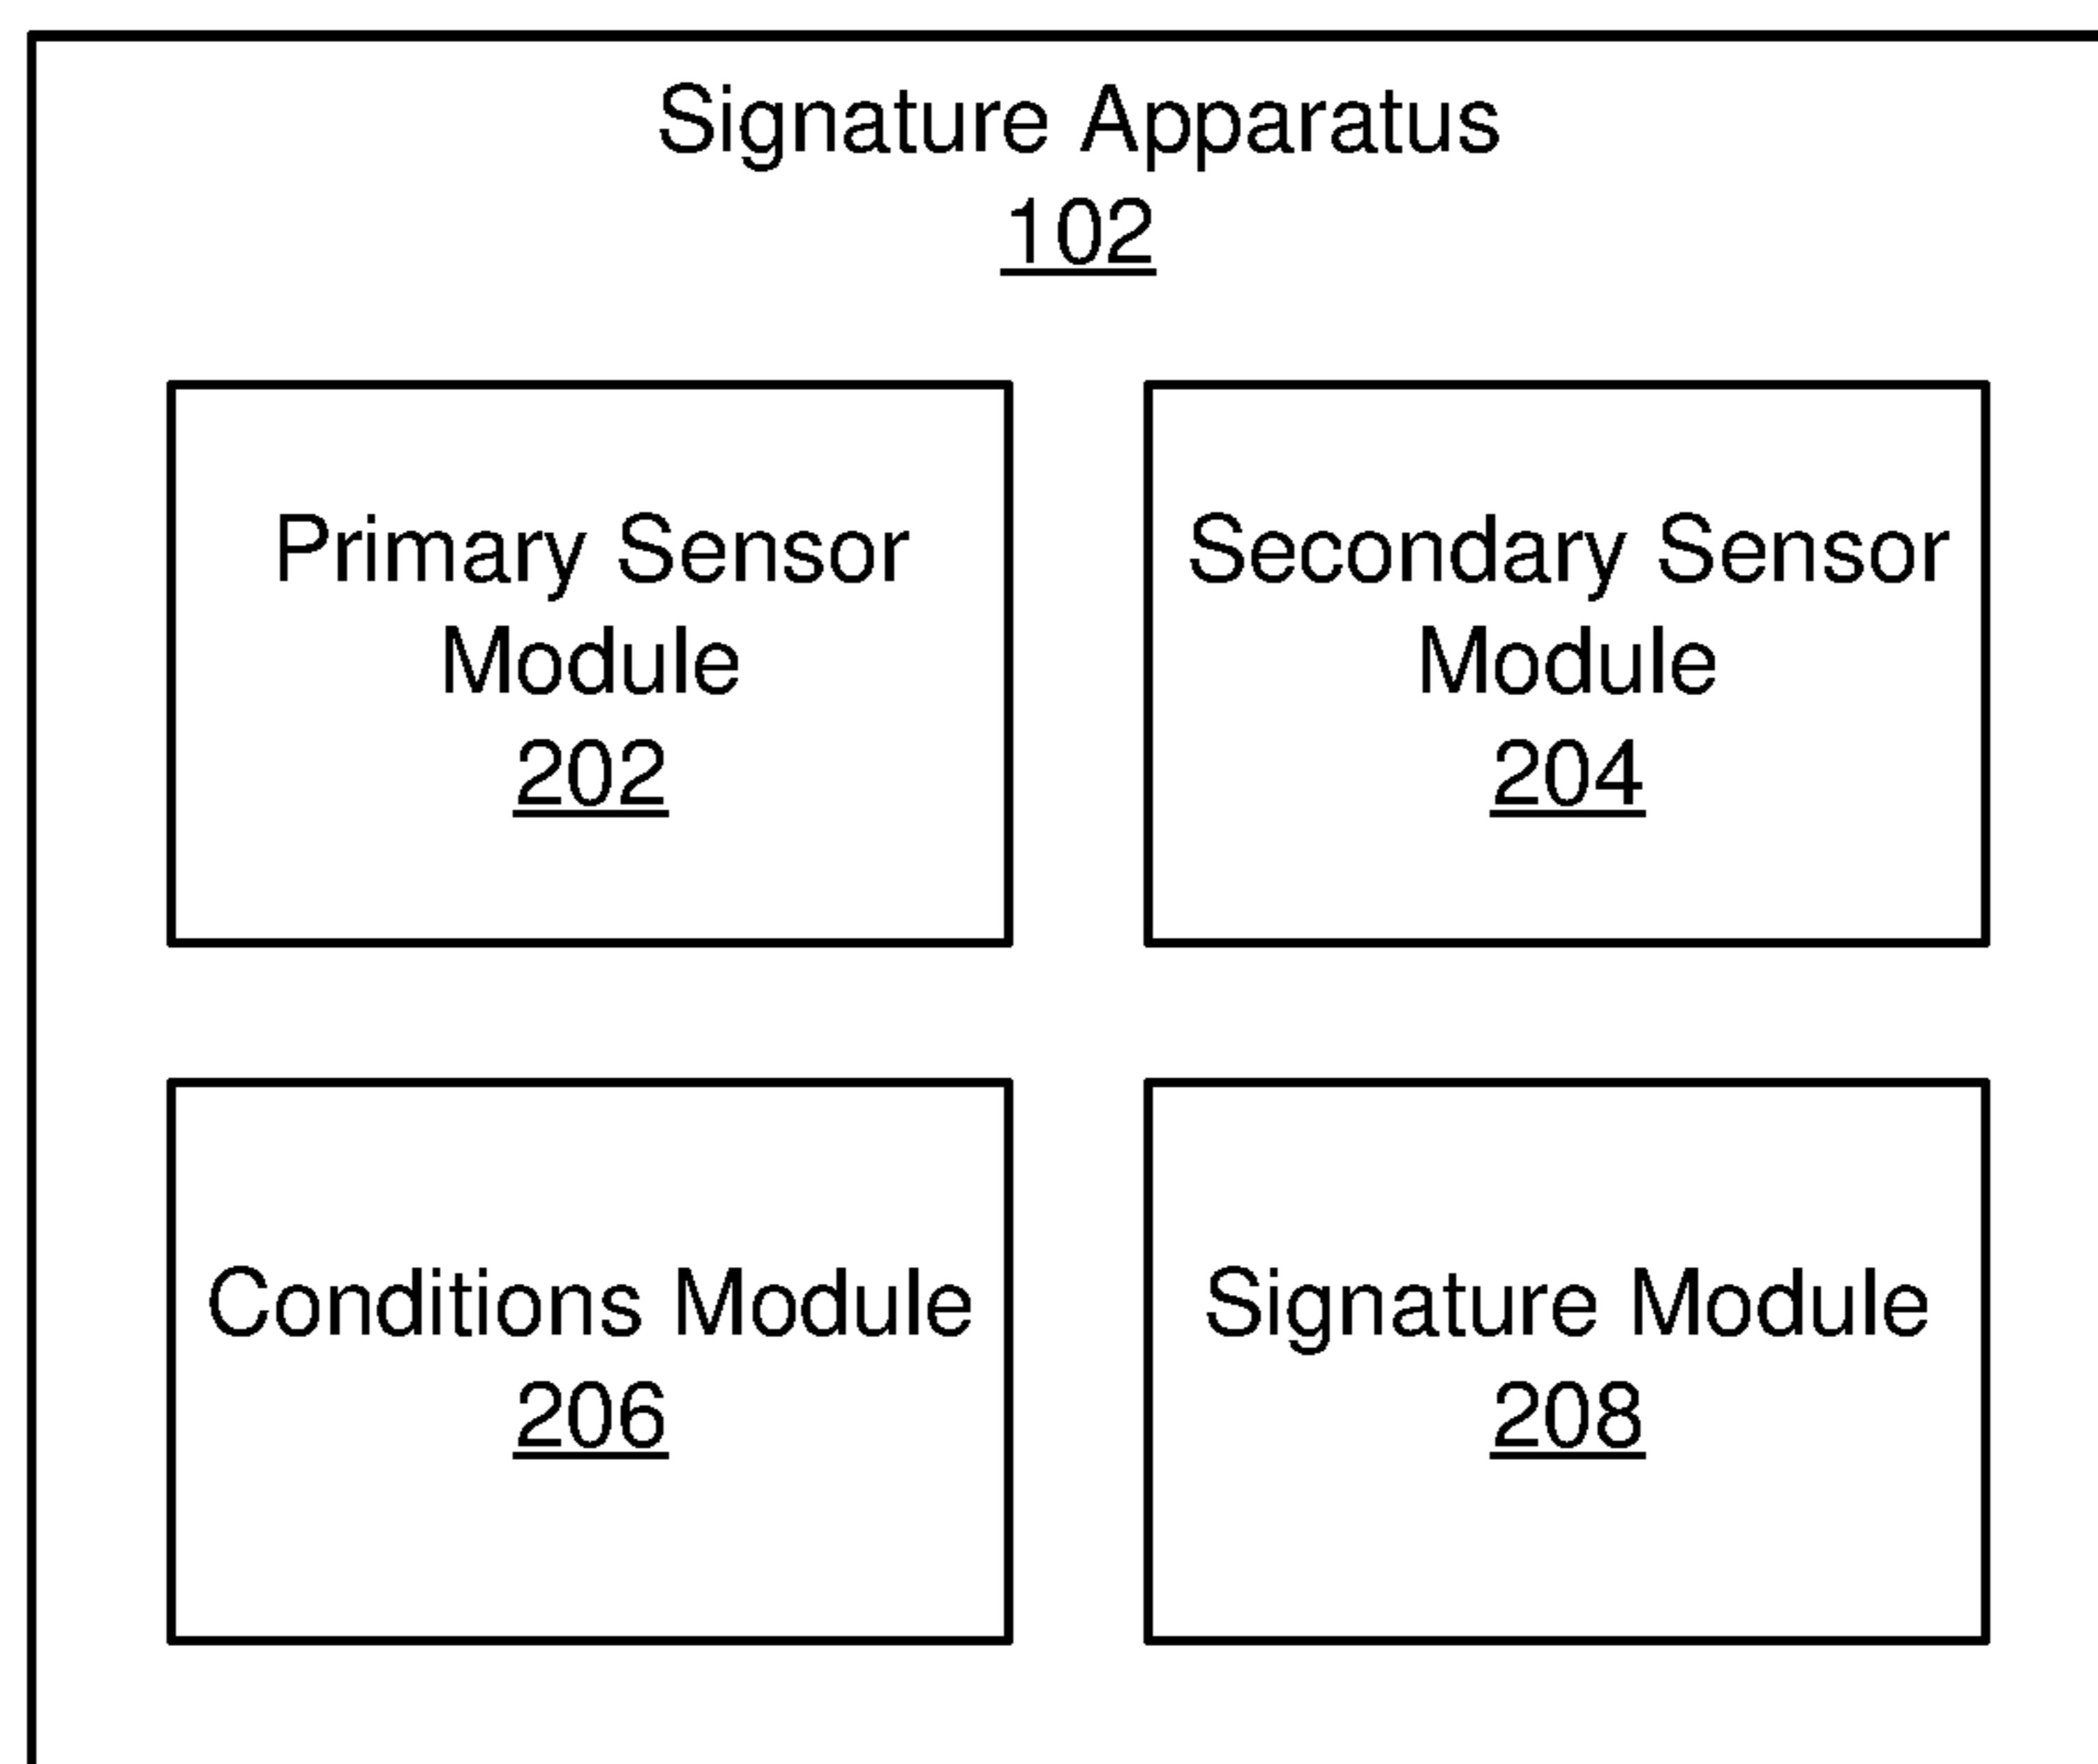 Signature Apparatus
102
Primary Sensor
Module
202
Secondary Sensor
Module
204
Conditions Module
206
Signature Module
208